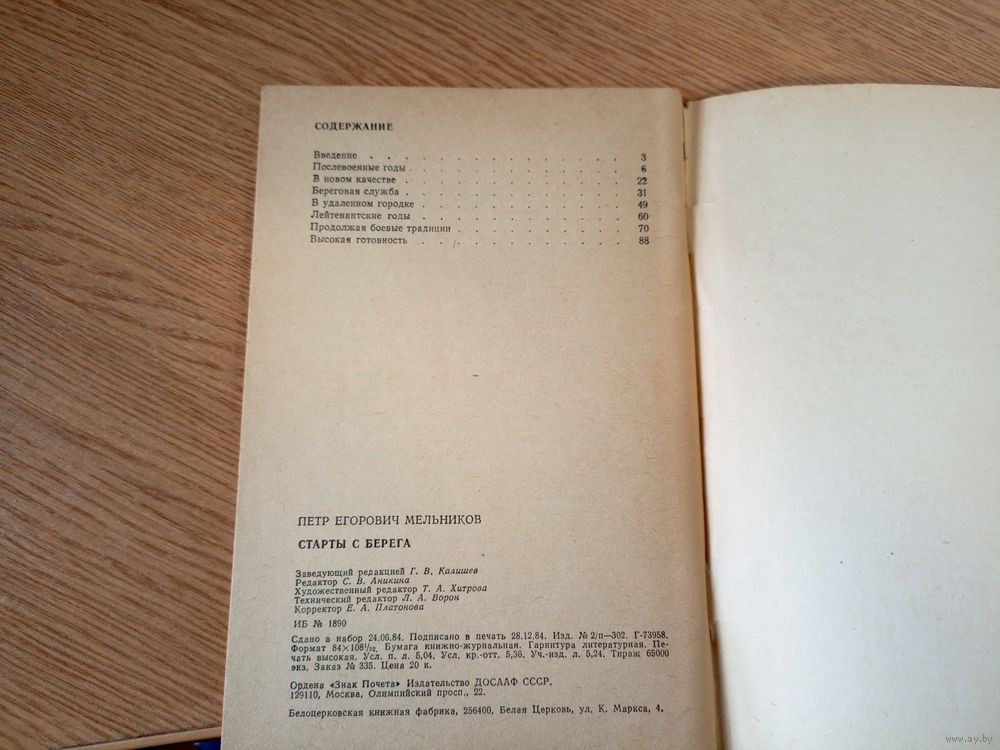 СОДЕРЖАНИЕ
Введение . . . . . . . . . . . . . . 3
Послевоенные годы . . . . . . . . . . . . 6
В новом качестве . . . . . . . . . . . . . 22
Береговая служба . . . . . . . . . . . . . 31
В удаленном городке . . . . . . . . . . . . 49
Лейтенантские годы . . . . . . . . . . . . 60
Продолжая боевые традиции . . . . . . . . . . 70
Высокая готовность . . . . . . . . . . . . 88
ПЕТР ЕГОРОВИЧ МЕЛЬНИКОВ
СТАРТЫ С БЕРЕГА
Заведующий редакцией Г. В. Калишев
Редактор С. В. Аникина
Художественный редактор Т. А. Хитрова
Технический редактор Л. А. Ворон
Корректор Е. А. Платонова
ИБ № 1890
Сдано в набор 24.06.84. Подписано в печать 28.12.84. Изд. № 2/п—302. Г-73958.
Формат 84×108¹/₃₂. Бумага книжно-журнальная. Гарнитура литературная. Пе-
чать высокая. Усл. п. л. 5,04. Усл. кр.-отт. 5,36. Уч.-изд. л. 5,24. Тираж 65000
экз. Заказ № 335. Цена 20 к.
Ордена «Знак Почета» Издательство ДОСААФ СССР.
129110, Москва, Олимпийский просп., 22.
Белоцерковская книжная фабрика, 256400, Белая Церковь, ул. К. Маркса, 4.
www.ay.by